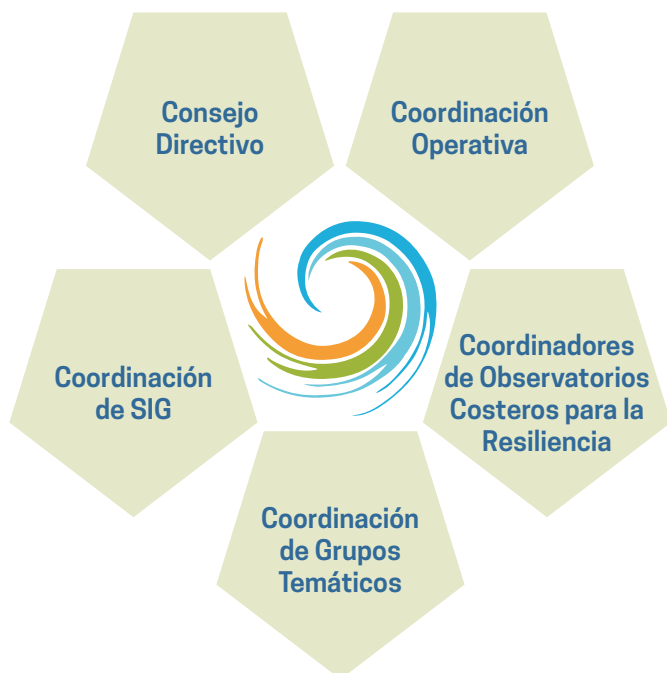 Consejo
Directivo
Coordinación
Operativa
Coordinación
de SIG
Coordinadores
de Observatorios
Costeros para la
Resiliencia
Coordinación
de Grupos
Temáticos